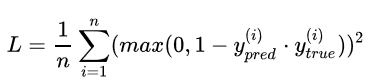 L = \frac{1}{n} \sum_{i=1}^{n} (max(0, 1 - y_{pred}^{(i)} \cdot y_{true}^{(i)}))^2